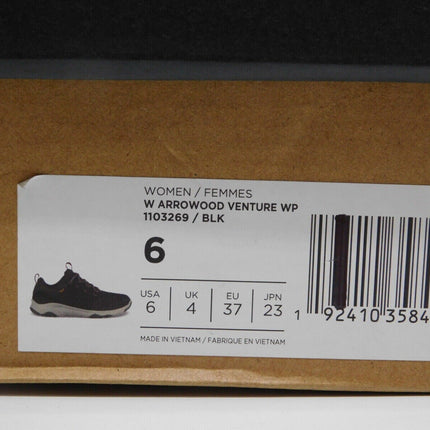 WOMEN / FEMMES
W ARROWOOD VENTURE WP
1103269 / BLK
6
USA UK EU JPN
6 4 37 23
1 92410 3584
MADE IN VIETNAM / FABRIQUE EN VIETNAM